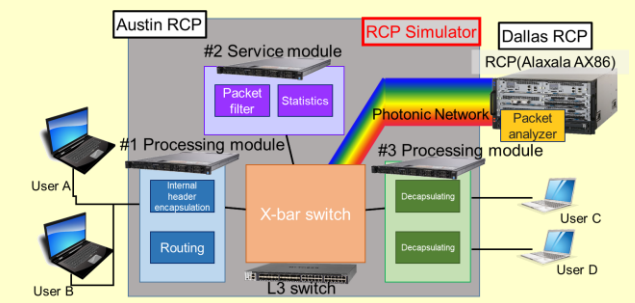 Austin RCP
RCP Simulator
Dallas RCP
RCP(Alaxala AX86)
#2 Service module
Packet
filter
Statistics
Photonic Network
Packet
analyzer
#1 Processing module
#3 Processing module
User A
Internal
header
encapsulation
Routing
X-bar switch
Decapsulating
Decapsulating
User C
User B
User D
L3 switch